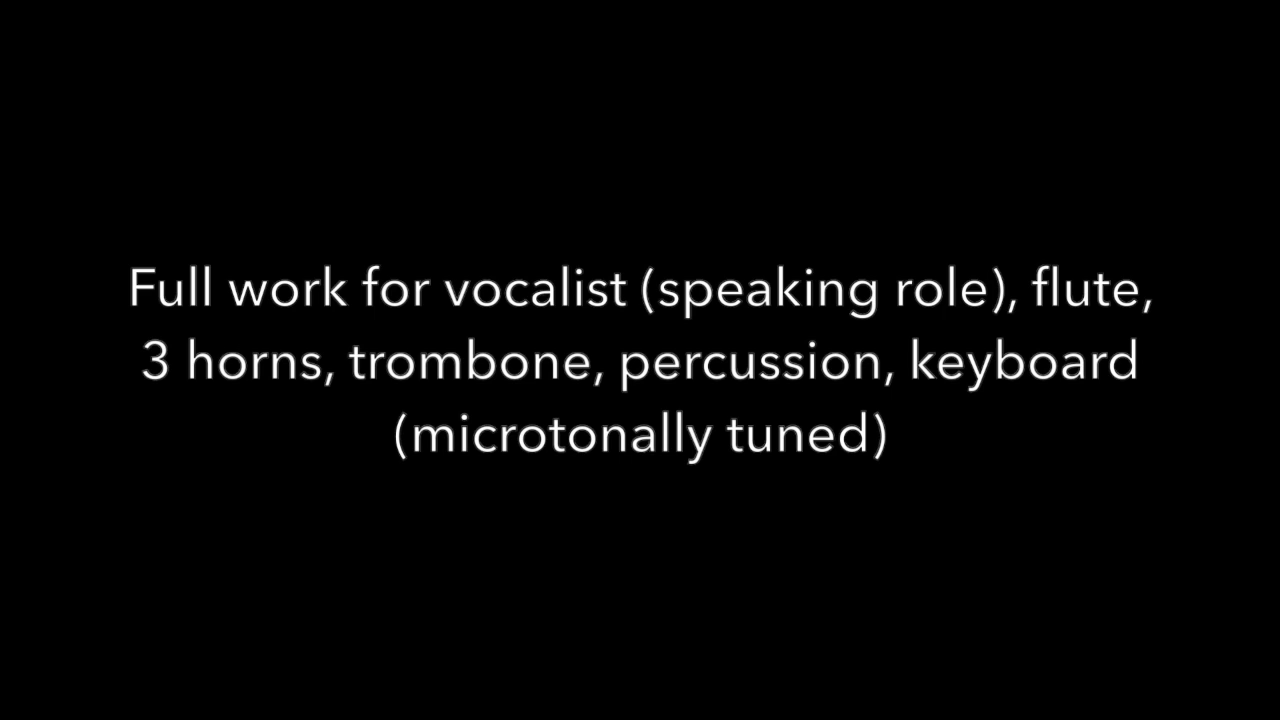 Full work for vocalist (speaking role), flute,
3 horns, trombone, percussion, keyboard
(microtonally tuned)